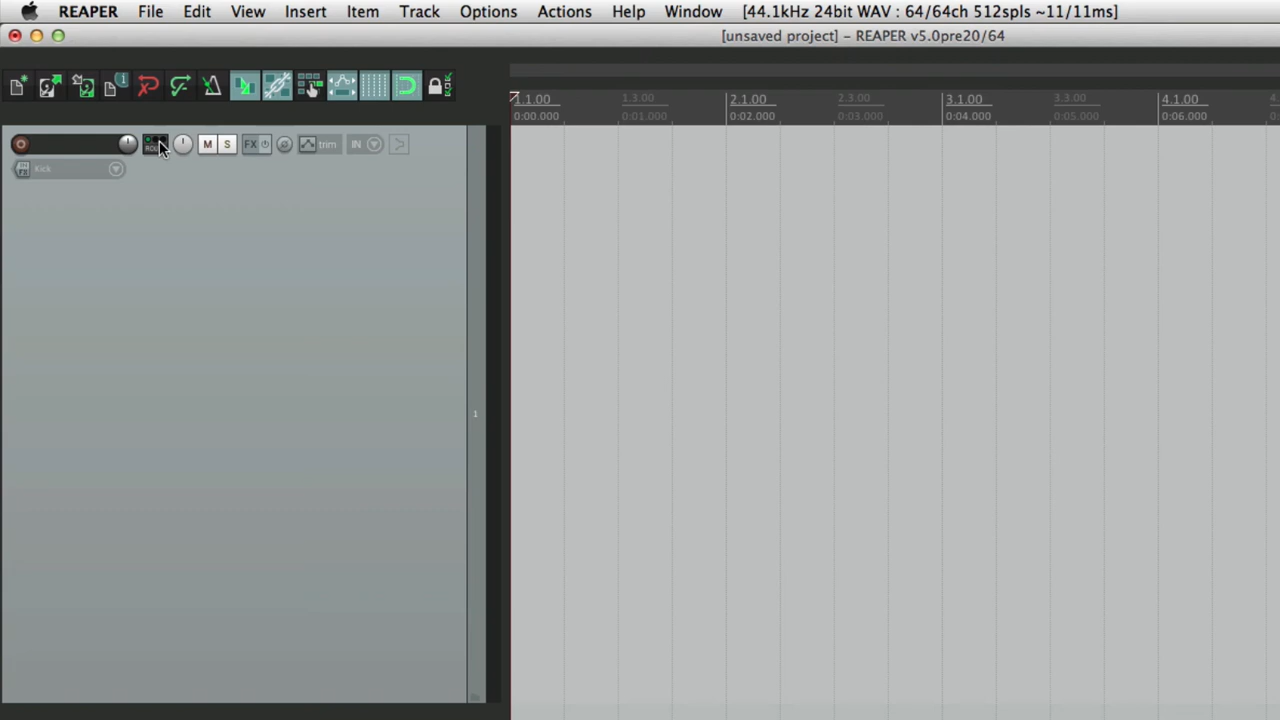 REAPER File Edit View Insert Item Track Options Actions Help Window [44.1kHz 24bit WAV : 64/64ch 512spls ~11/11ms]
[unsaved project] – REAPER v5.0pre20/64
1.1.00 1.3.00 2.1.00 2.3.00 3.1.00 3.3.00 4.1.00
0:00.000 0:01.000 0:02.000 0:03.000 0:04.000 0:05.000 0:06.000
M S FX trim IN
FX Kick
1